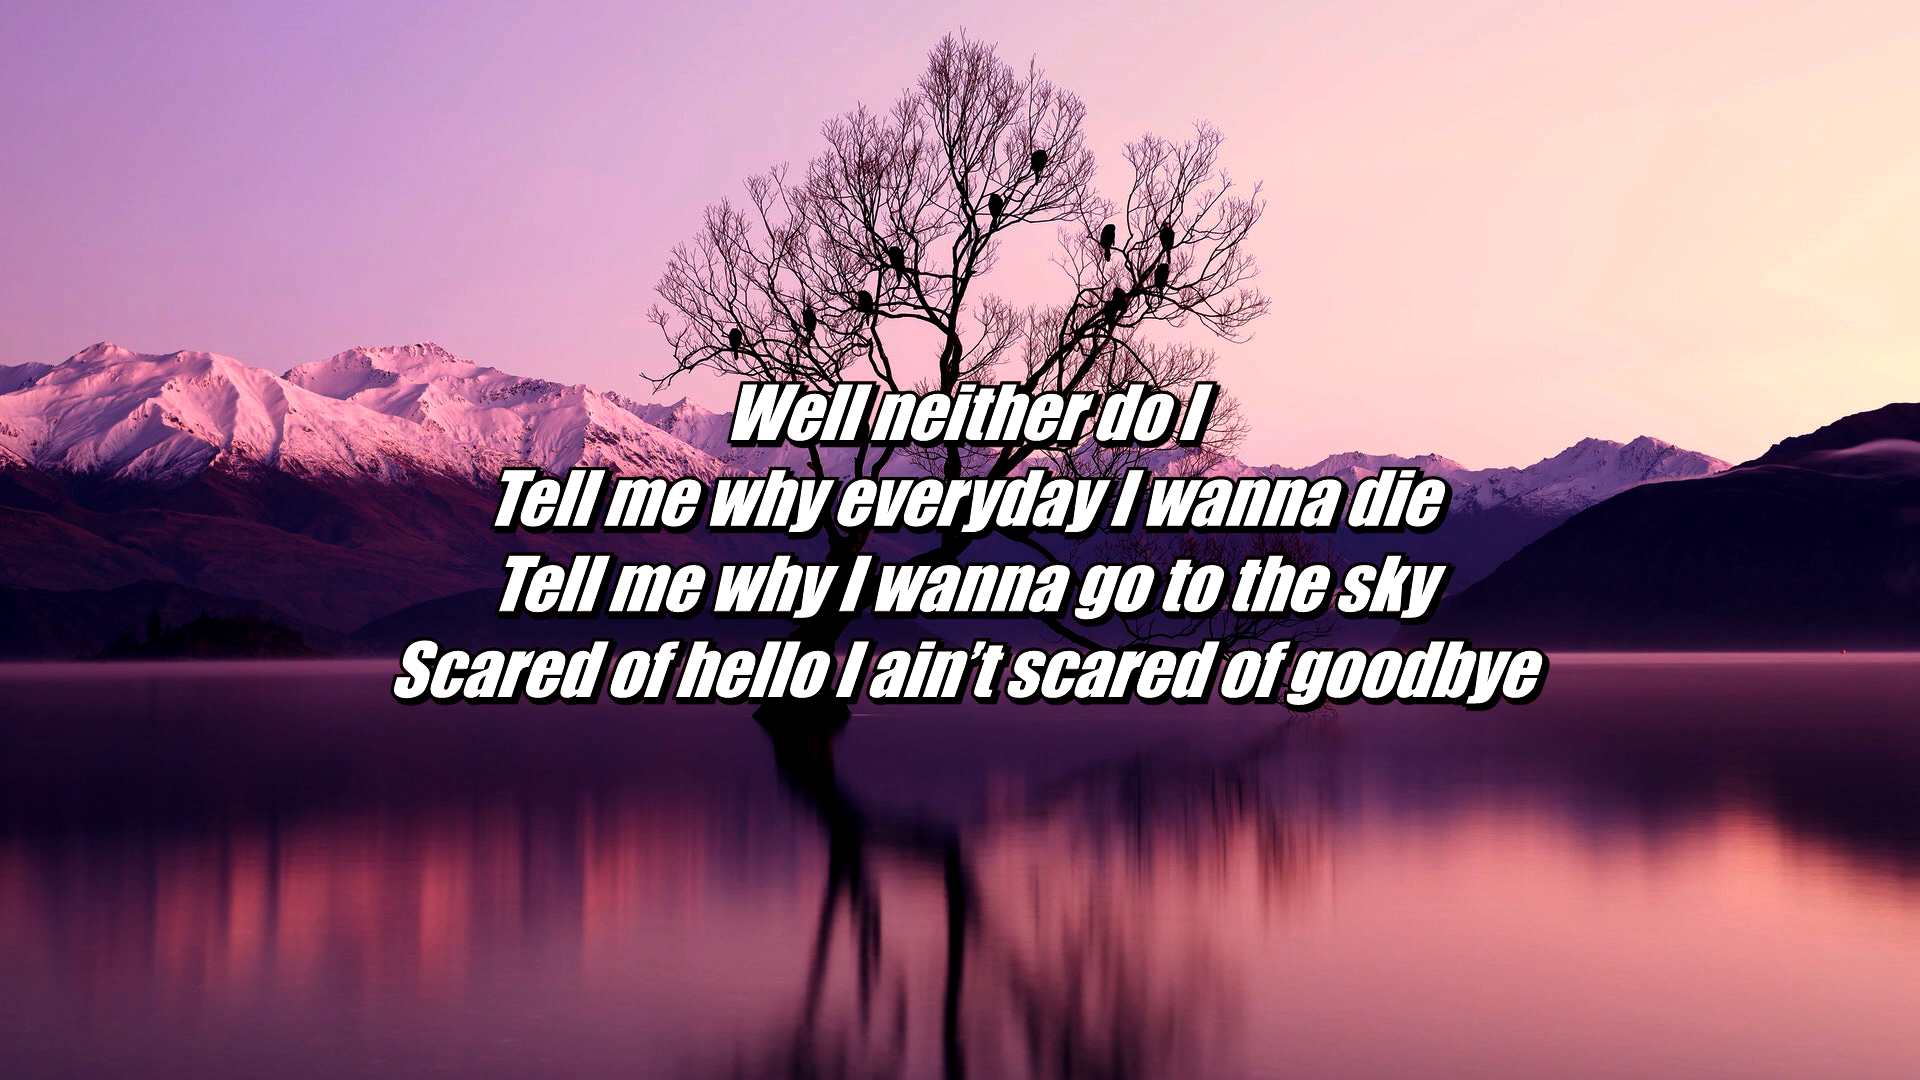 Well neither do I
Tell me why everyday I wanna die
Tell me why I wanna go to the sky
Scared of hello I ain’t scared of goodbye